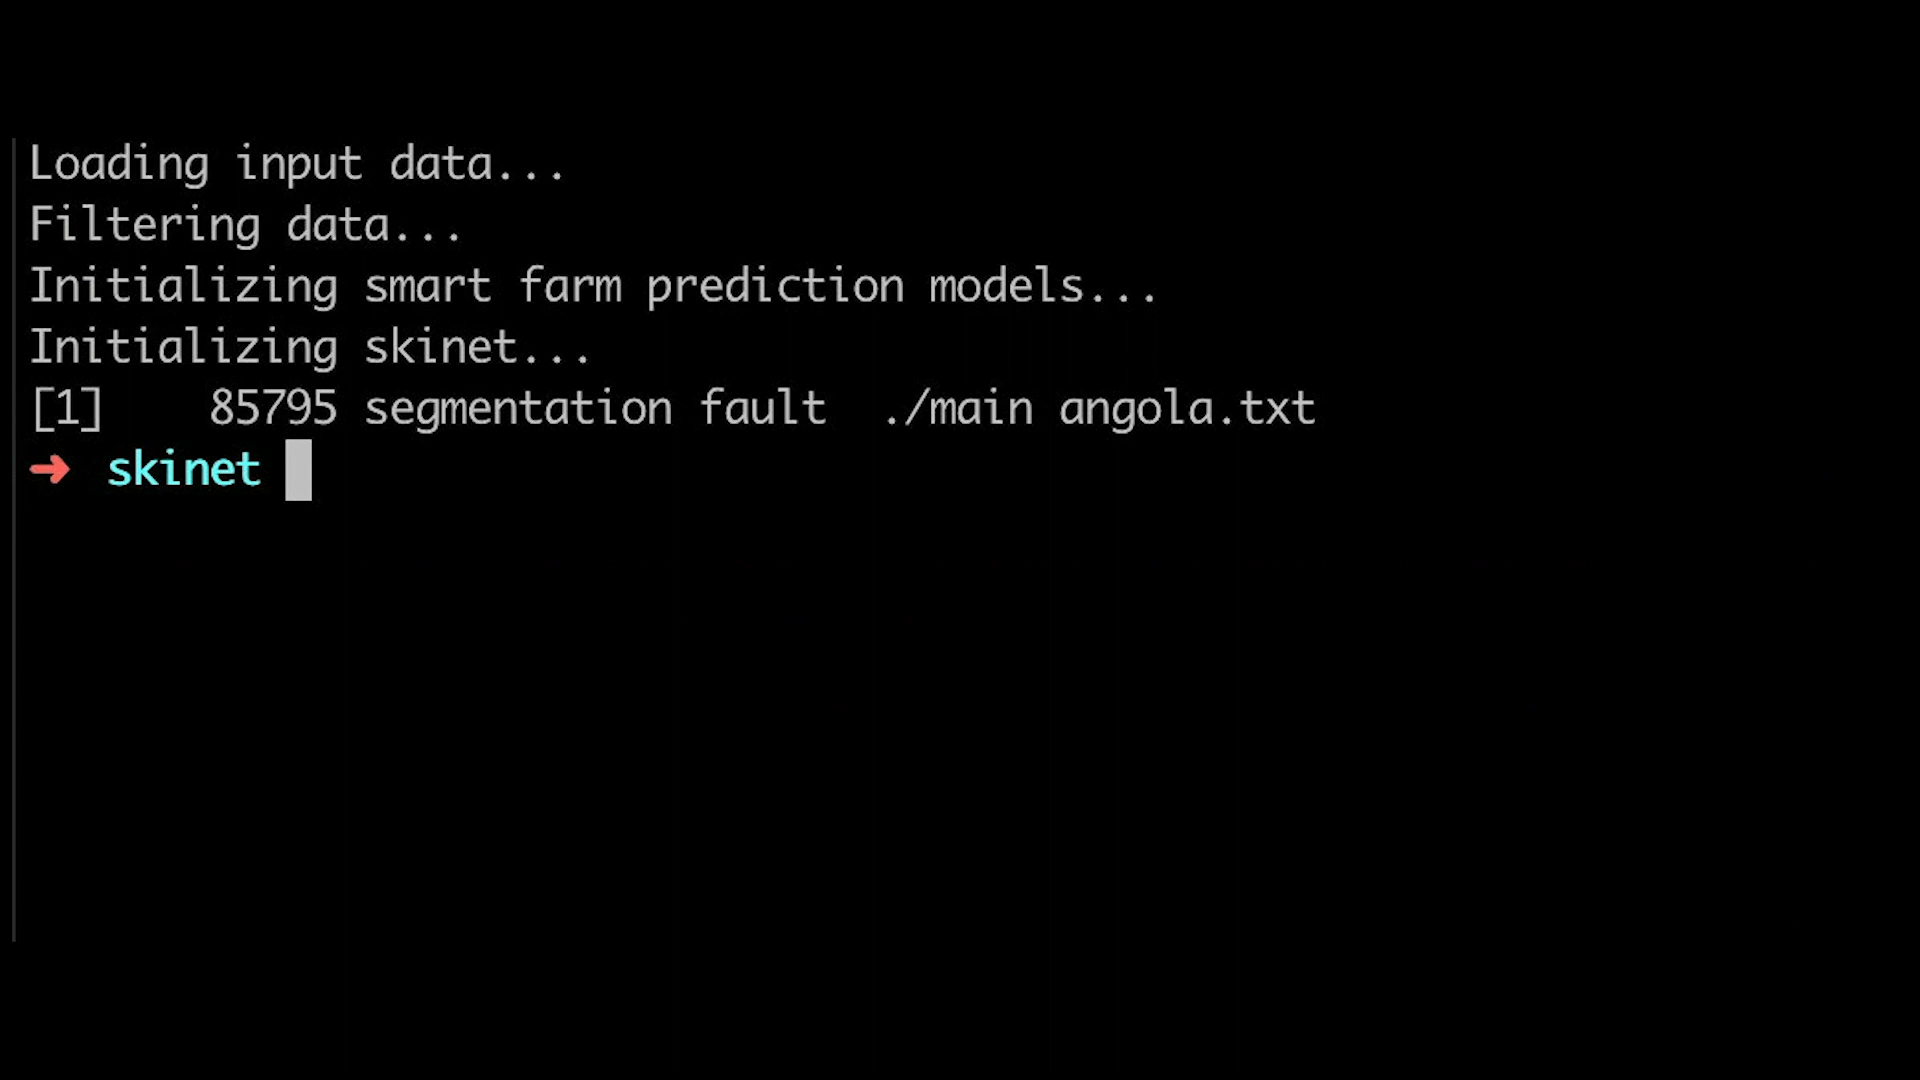 Loading input data...
Filtering data...
Initializing smart farm prediction models...
Initializing skinet...
[1]    85795 segmentation fault  ./main angola.txt
➜  skinet